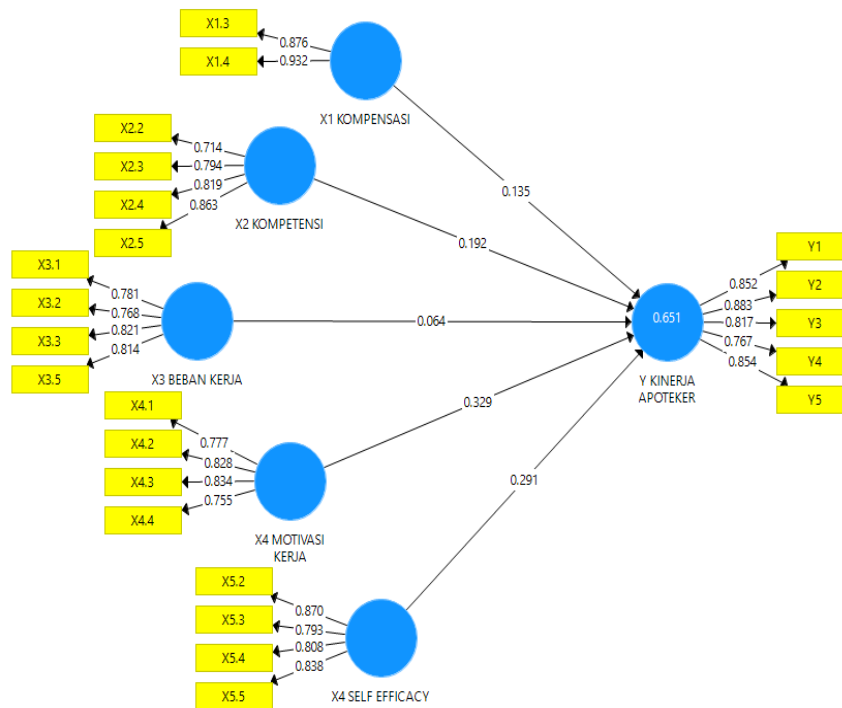 X1.3
0.876
X1.4
0.932
X1 KOMPENSASI
X2.2
0.714
X2.3
0.794
X2.4
0.819
X2.5
0.863
X2 KOMPETENSI
0.135
0.192
X3.1
0.781
X3.2
0.768
X3.3
0.821
X3.5
0.814
X3 BEBAN KERJA
0.064
0.651
Y KINERJA
APOTEKER
Y1
0.852
Y2
0.883
Y3
0.817
Y4
0.767
Y5
0.854
X4.1
0.777
X4.2
0.828
X4.3
0.834
X4.4
0.755
X4 MOTIVASI
KERJA
0.329
0.291
X5.2
0.870
X5.3
0.793
X5.4
0.808
X5.5
0.838
X4 SELF EFFICACY